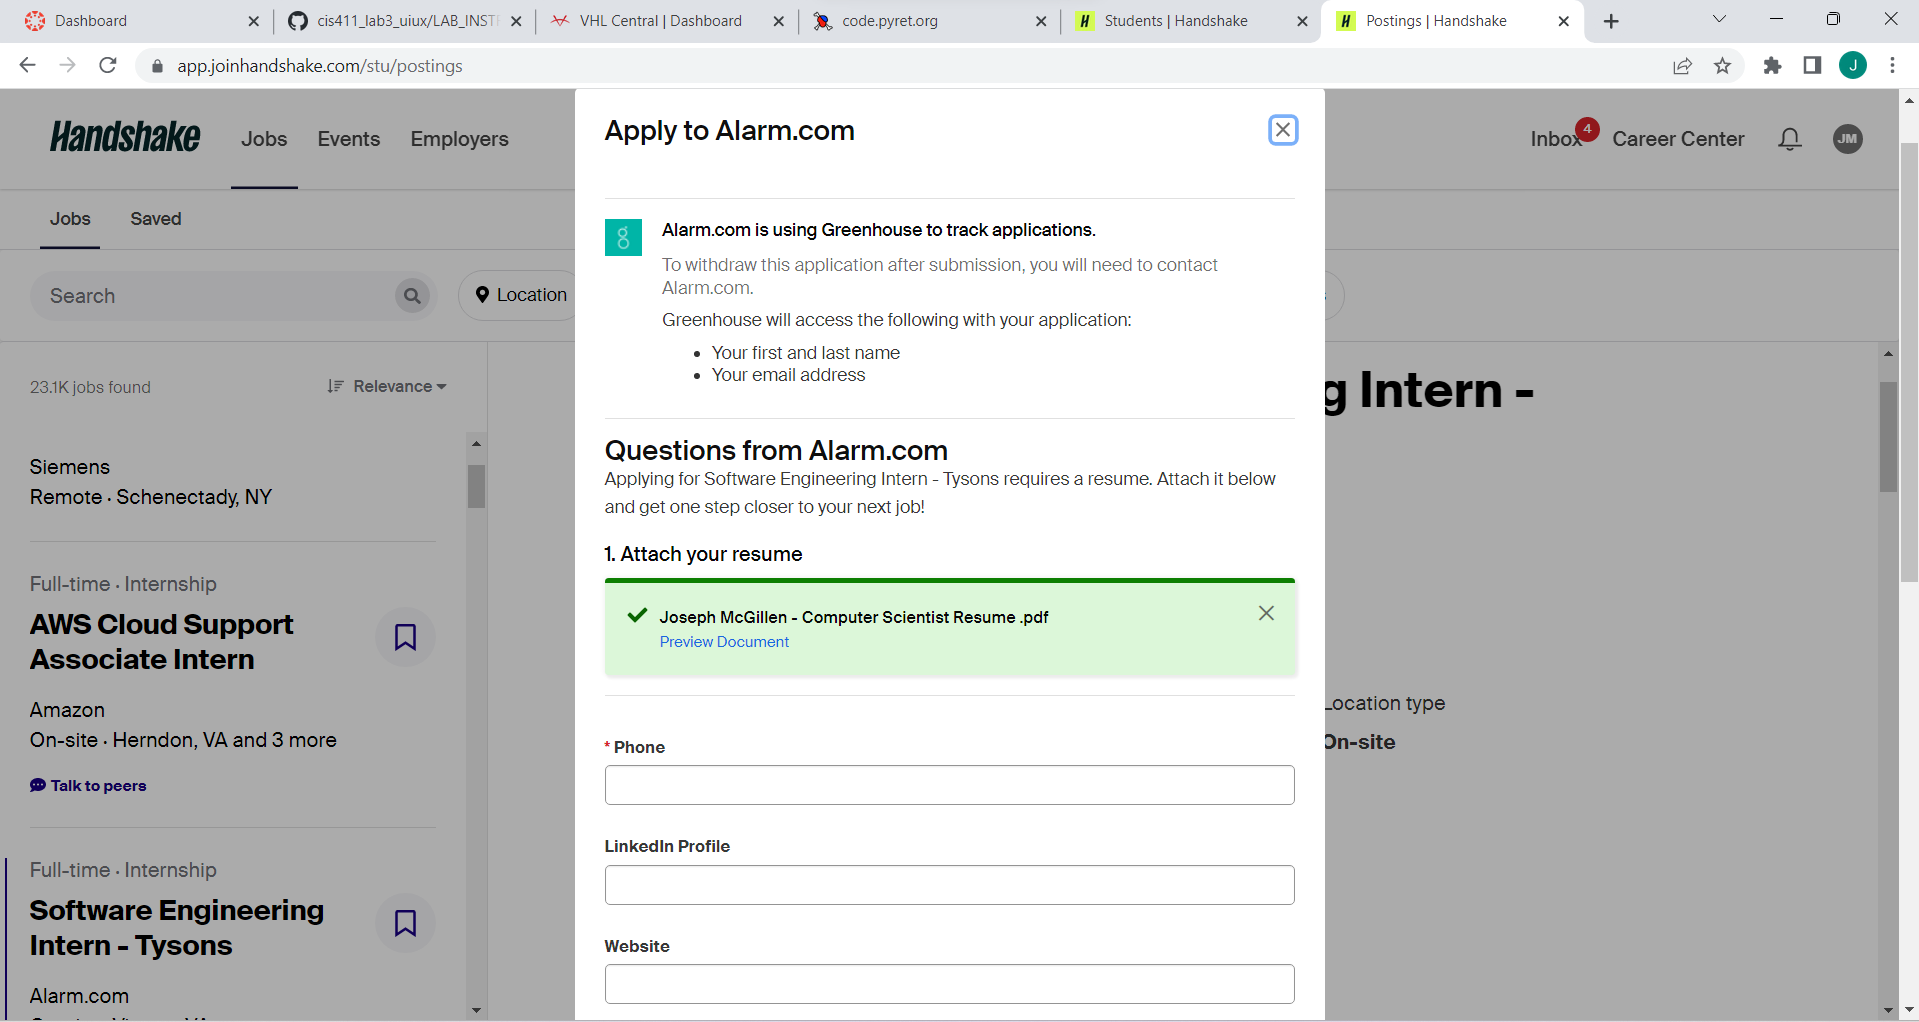 Dashboard
cis411_lab3_uiux/LAB_INSTR
VHL Central | Dashboard
code.pyret.org
Students | Handshake
Postings | Handshake
app.joinhandshake.com/stu/postings
J
Handshake
Jobs
Events
Employers
Inbox
4
Career Center
JM
Jobs
Saved
Search
Location
23.1K jobs found
Relevance
Siemens
Remote · Schenectady, NY
Full-time · Internship
AWS Cloud Support
Associate Intern
Amazon
On-site · Herndon, VA and 3 more
Talk to peers
Full-time · Internship
Software Engineering
Intern - Tysons
Alarm.com
Apply to Alarm.com
Alarm.com is using Greenhouse to track applications.
To withdraw this application after submission, you will need to contact
Alarm.com.
Greenhouse will access the following with your application:
• Your first and last name
• Your email address
Questions from Alarm.com
Applying for Software Engineering Intern - Tysons requires a resume. Attach it below
and get one step closer to your next job!
1. Attach your resume
Joseph McGillen - Computer Scientist Resume .pdf
Preview Document
* Phone
LinkedIn Profile
Website
g Intern -
Location type
On-site